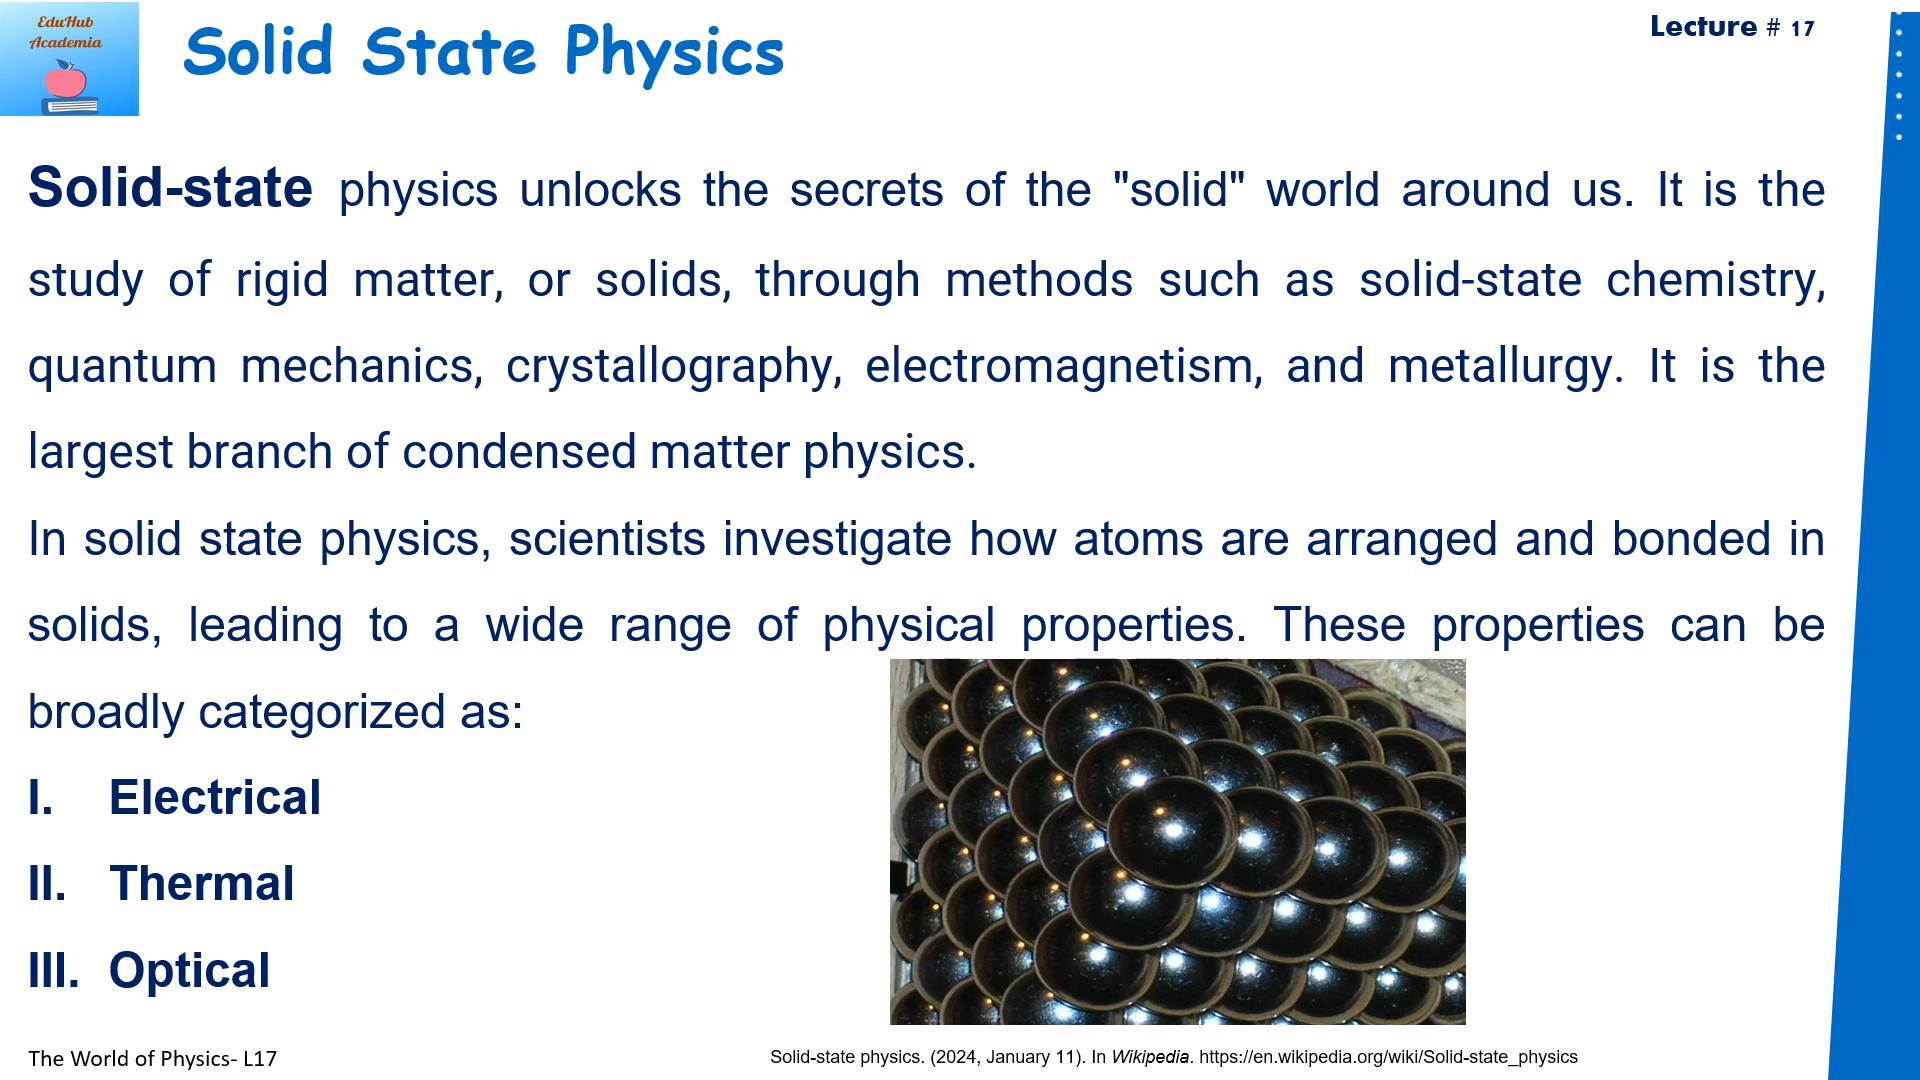 EduHub
Academia
Solid State Physics
Lecture # 17
Solid-state physics unlocks the secrets of the "solid" world around us. It is the
study of rigid matter, or solids, through methods such as solid-state chemistry,
quantum mechanics, crystallography, electromagnetism, and metallurgy. It is the
largest branch of condensed matter physics.
In solid state physics, scientists investigate how atoms are arranged and bonded in
solids, leading to a wide range of physical properties. These properties can be
broadly categorized as:
I. Electrical
II. Thermal
III. Optical
The World of Physics- L17
Solid-state physics. (2024, January 11). In Wikipedia. https://en.wikipedia.org/wiki/Solid-state_physics